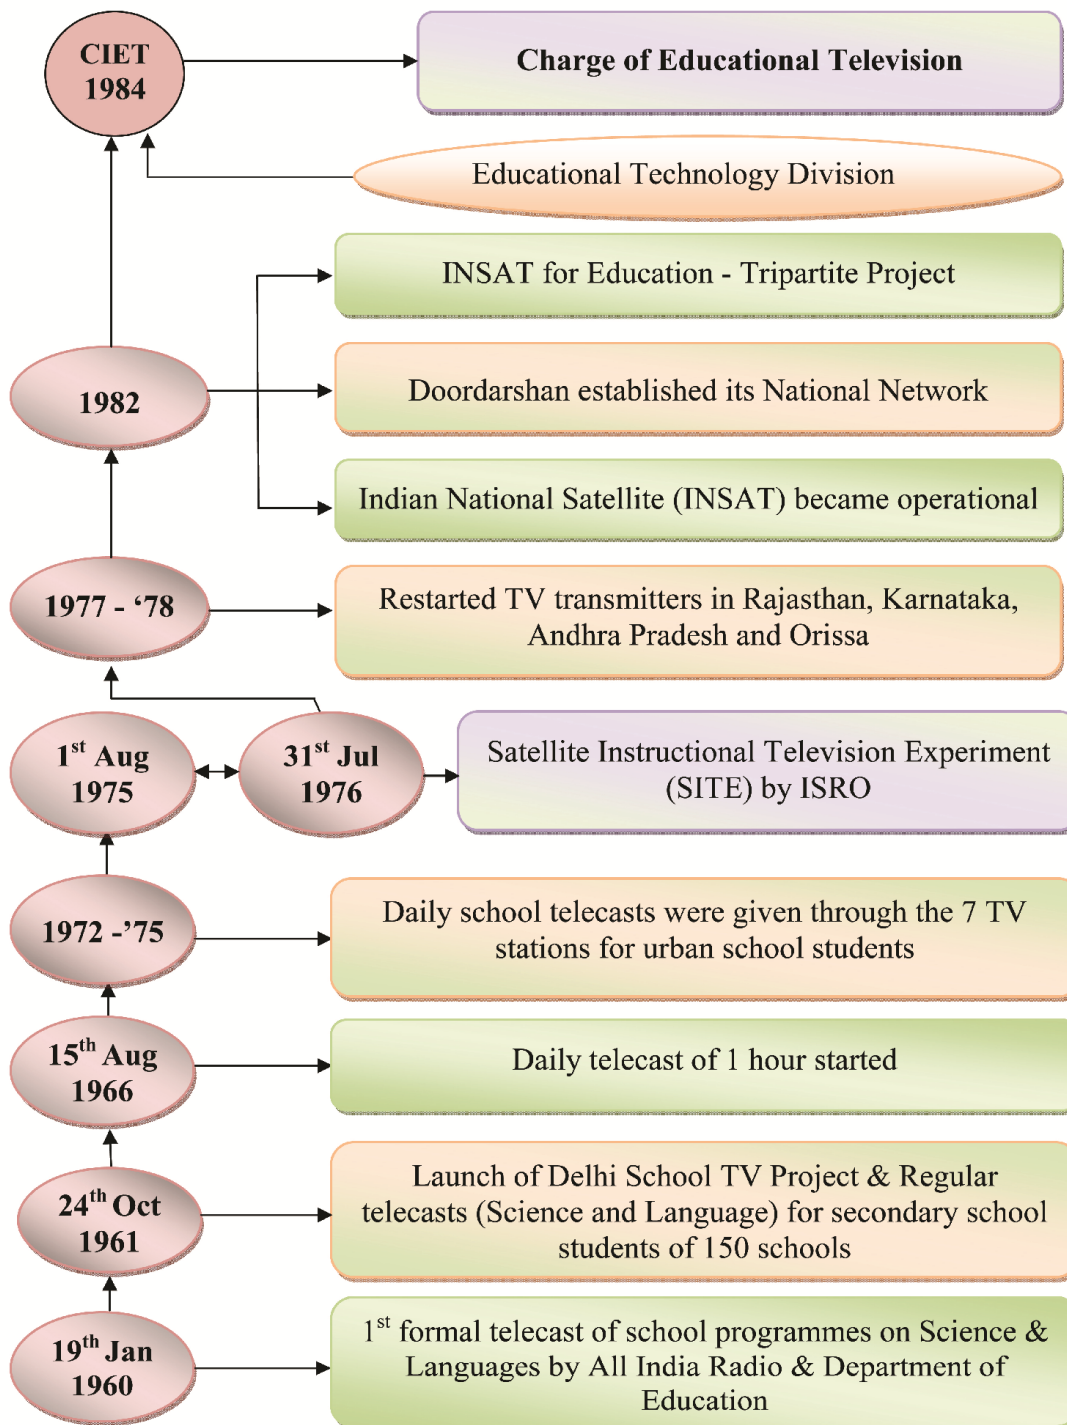 CIET
1984
Charge of Educational Television
Educational Technology Division
INSAT for Education - Tripartite Project
1982
Doordarshan established its National Network
Indian National Satellite (INSAT) became operational
1977 - ‘78
Restarted TV transmitters in Rajasthan, Karnataka,
Andhra Pradesh and Orissa
1st Aug
1975
31st Jul
1976
Satellite Instructional Television Experiment
(SITE) by ISRO
1972 -’75
Daily school telecasts were given through the 7 TV
stations for urban school students
15th Aug
1966
Daily telecast of 1 hour started
24th Oct
1961
Launch of Delhi School TV Project & Regular
telecasts (Science and Language) for secondary school
students of 150 schools
19th Jan
1960
1st formal telecast of school programmes on Science &
Languages by All India Radio & Department of
Education